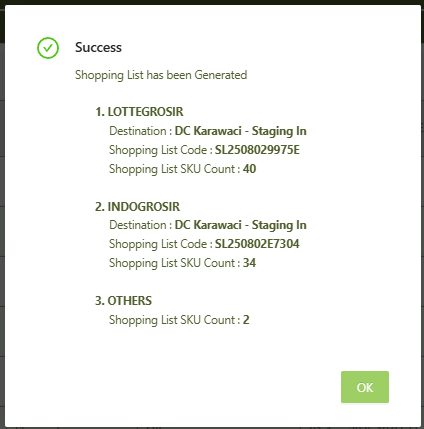 Success
Shopping List has been Generated
1. LOTTEGROSIR
Destination : DC Karawaci - Staging In
Shopping List Code : SL2508029975E
Shopping List SKU Count : 40
2. INDOGROSIR
Destination : DC Karawaci - Staging In
Shopping List Code : SL250802E7304
Shopping List SKU Count : 34
3. OTHERS
Shopping List SKU Count : 2
OK